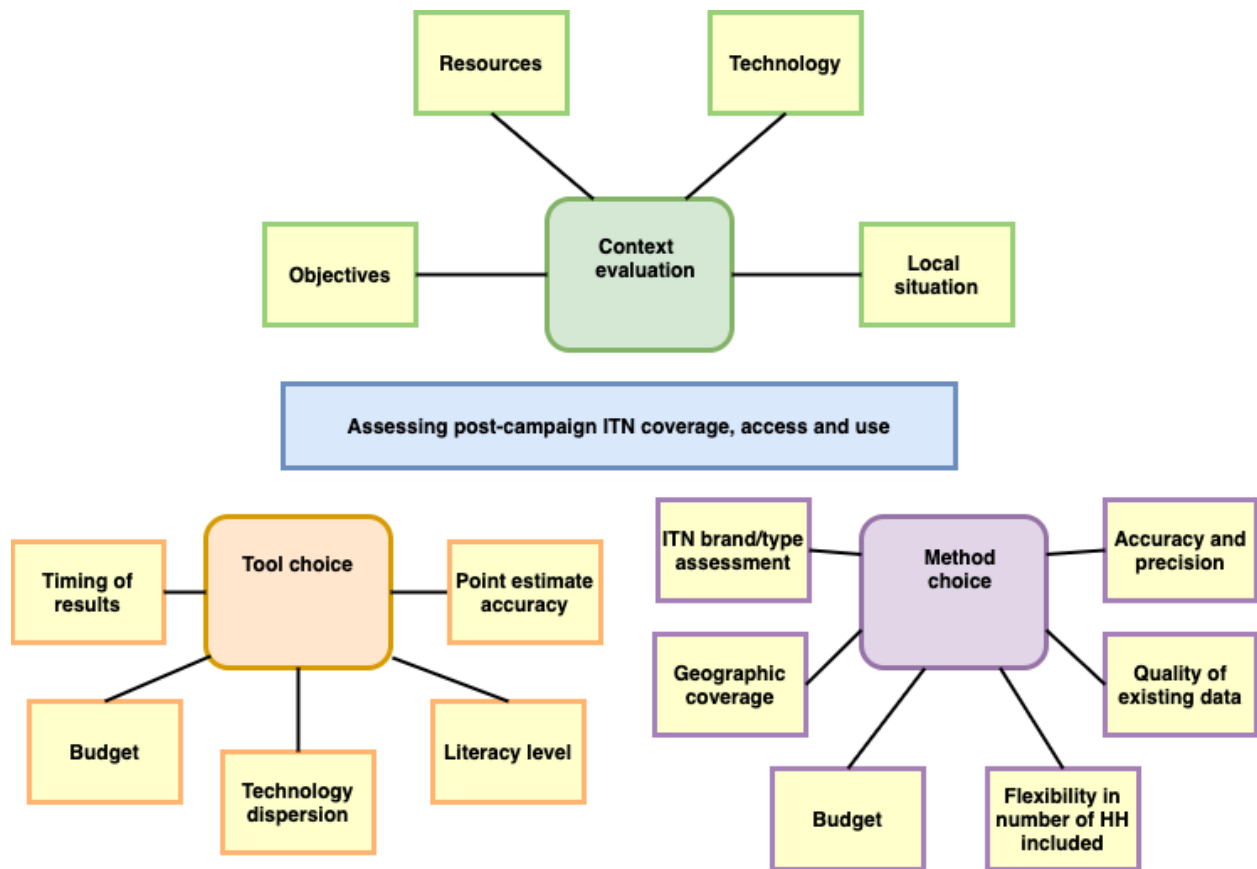 Resources
Technology
Context
evaluation
Objectives
Local
situation
Assessing post-campaign ITN coverage, access and use
Tool choice
Timing of
results
Point estimate
accuracy
Budget
Technology
dispersion
Literacy level
Method
choice
ITN brand/type
assessment
Accuracy and
precision
Geographic
coverage
Quality of
existing data
Budget
Flexibility in
number of HH
included